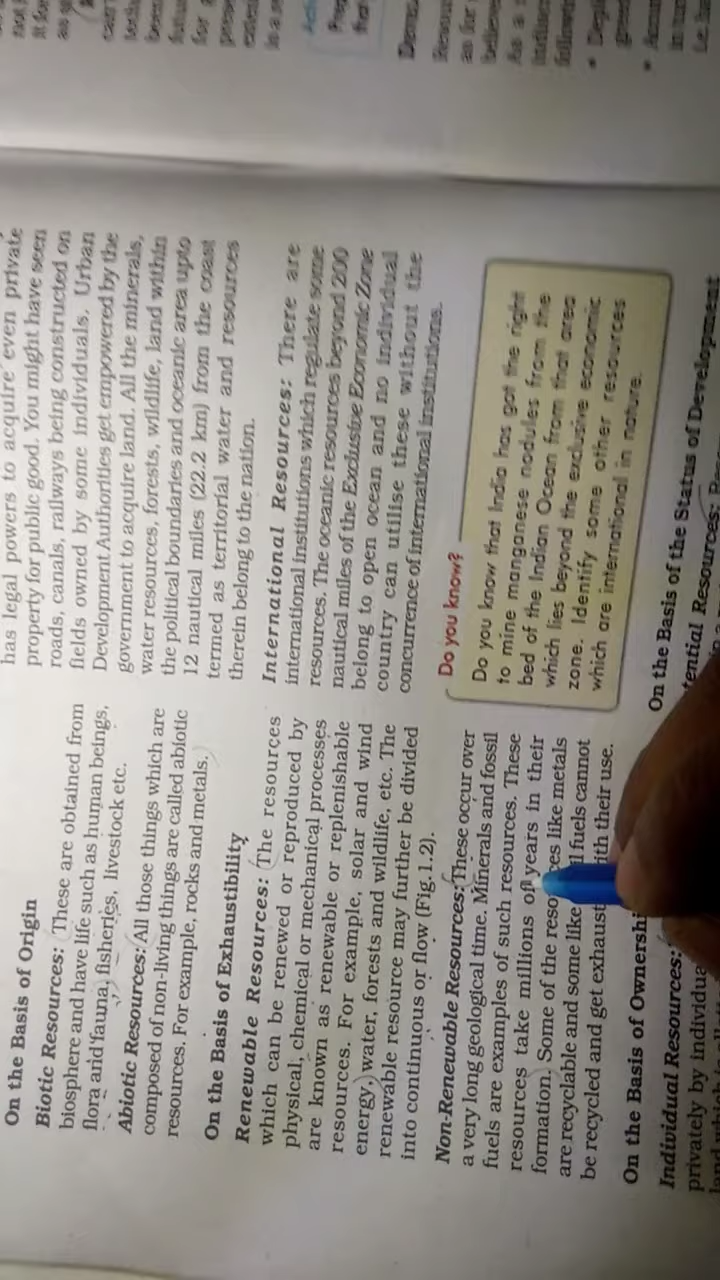 On the Basis of Origin
Biotic Resources: These are obtained from
biosphere and have life such as human beings,
flora and fauna, fisheries, livestock etc.
Abiotic Resources: All those things which are
composed of non-living things are called abiotic
resources. For example, rocks and metals.
On the Basis of Exhaustibility
Renewable Resources: The resources
which can be renewed or reproduced by
physical, chemical or mechanical processes
are known as renewable or replenishable
resources. For example, solar and wind
energy, water, forests and wildlife, etc. The
renewable resource may further be divided
into continuous or flow (Fig.1.2).
Non-Renewable Resources: These occur over
a very long geological time. Minerals and fossil
fuels are examples of such resources. These
resources take millions of years in their
formation. Some of the like metals
are recyclable and some like fuels cannot
be recycled and get exhaust their use.
On the Basis of
Individual Resources:
privately by
has legal powers to acquire even private
property for public good. You might have seen
roads, canals, railways being constructed on
fields owned by some individuals. Urban
Development Authorities get empowered by the
government to acquire land. All the minerals,
water resources, forests, wildlife, land within
the political boundaries and oceanic area upto
12 nautical miles (22.2 km) from the coast
termed as territorial water and resources
therein belong to the nation.
International Resources: There are
international institutions which regulate some
resources. The oceanic resources beyond 200
nautical miles of the Exclusive Economic Zone
belong to open ocean and no individual
country can utilise these without the
concurrence of international institutions.
Do you know?
Do you know that India has got the right
to mine manganese nodules from the
bed of the Indian Ocean from that area
which lies beyond the exclusive economic
zone. Identify some other resources
which are international in nature.
On the Basis of the Status of Development
Resources: